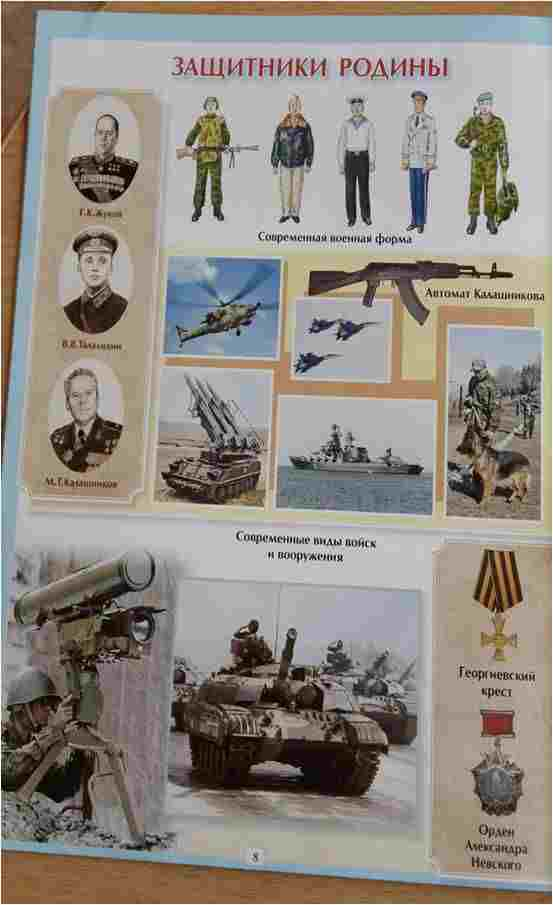 ЗАЩИТНИКИ РОДИНЫ
Г.К.Жуков
В.В.Талалихин
М.Т.Калашников
Современная военная форма
Автомат Калашникова
Современные виды войск
и вооружения
Георгиевский
крест
Орден
Александра
Невского
8